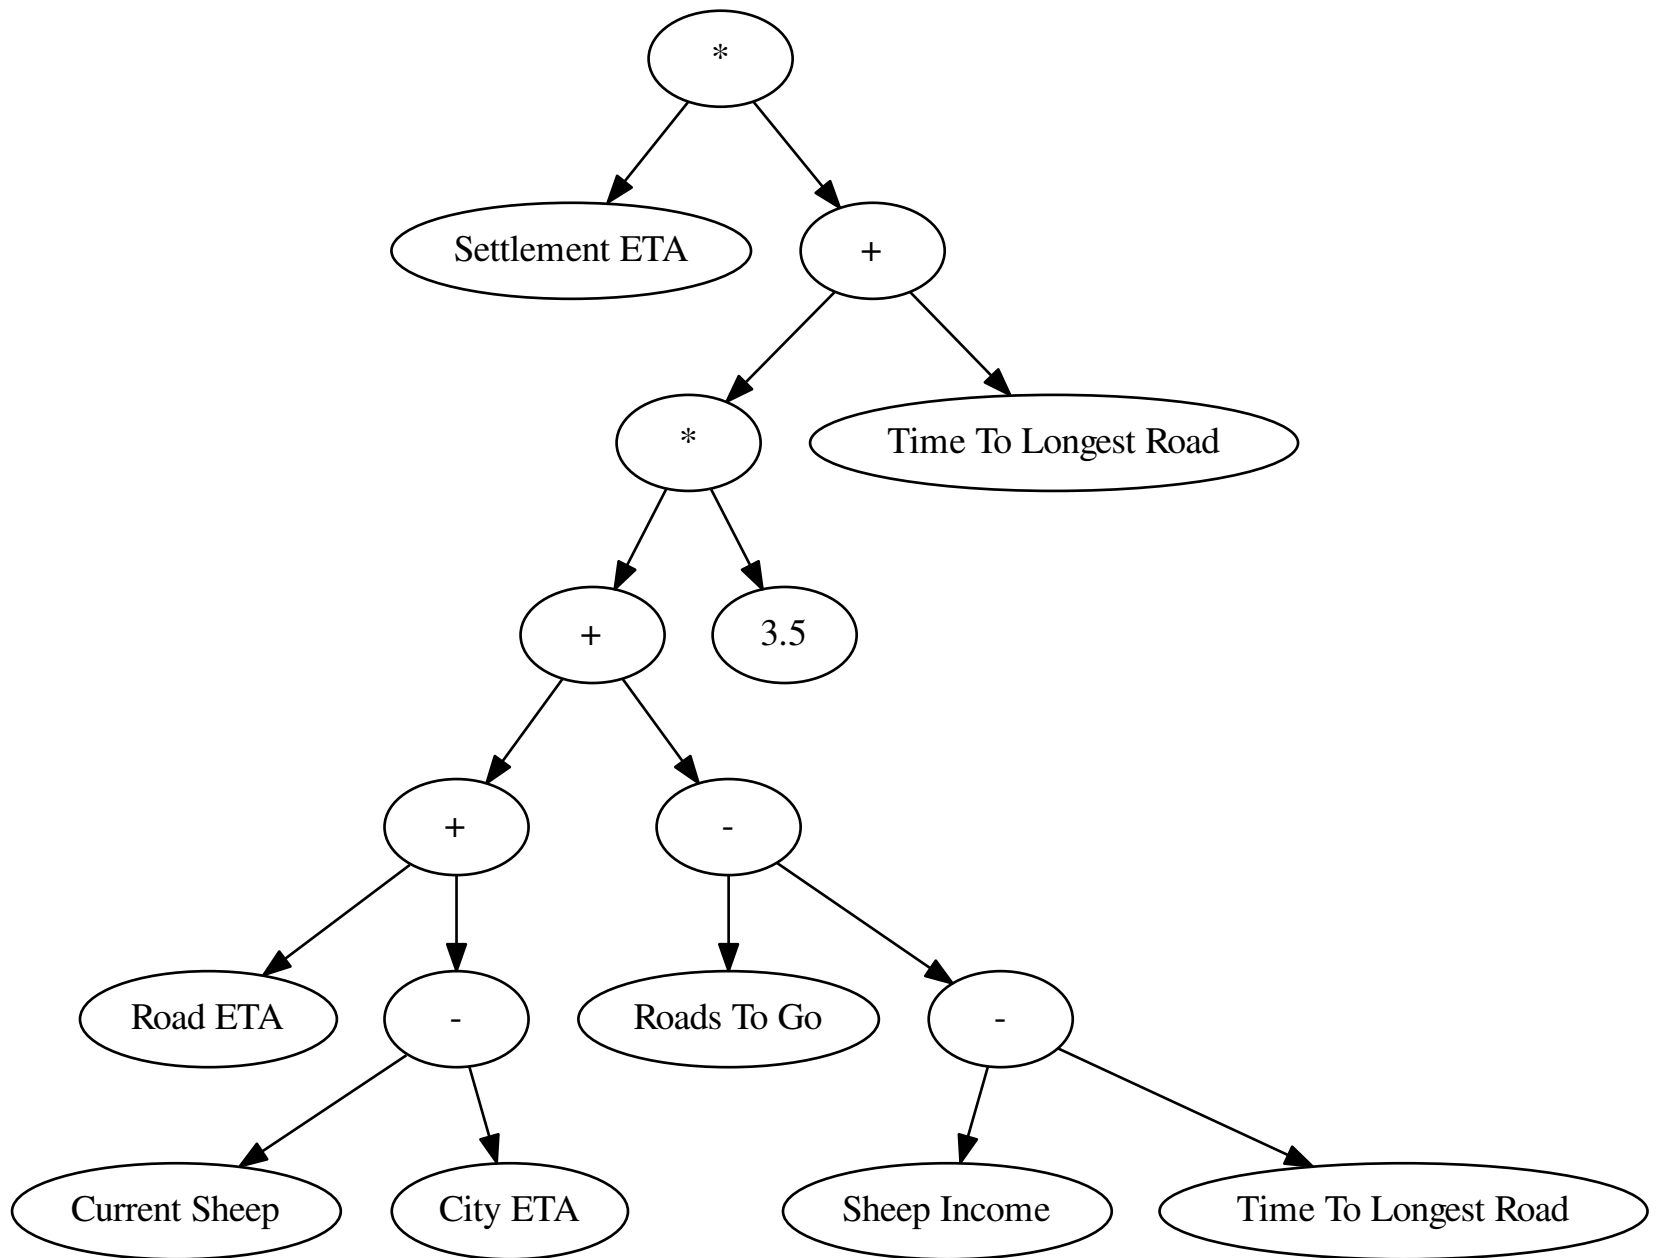 *
Settlement ETA
+
*
Time To Longest Road
+
3.5
+
-
Road ETA
-
Roads To Go
-
Current Sheep
City ETA
Sheep Income
Time To Longest Road